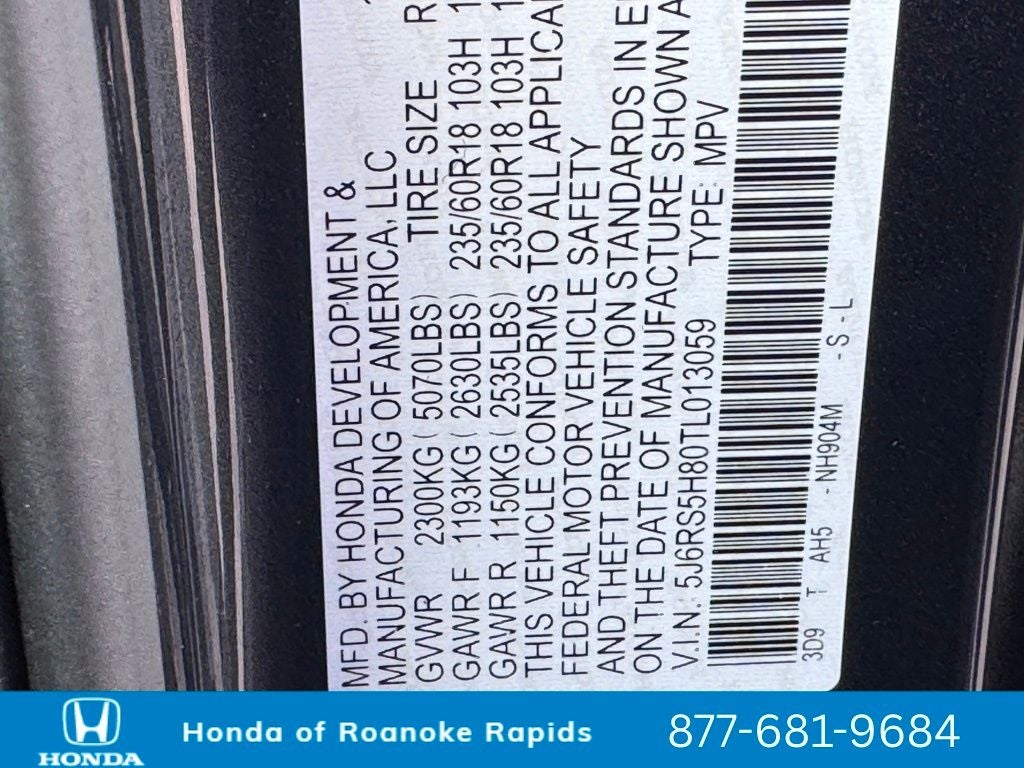 MFD. BY HONDA DEVELOPMENT &
MANUFACTURING OF AMERICA, LLC
GVWR 2300KG ( 5070LBS) TIRE SIZE R
GAWR F 1193KG ( 2630LBS) 235/60R18 103H 1
GAWR R 1150KG ( 2535LBS) 235/60R18 103H 1
THIS VEHICLE CONFORMS TO ALL APPLICA
FEDERAL MOTOR VEHICLE SAFETY
AND THEFT PREVENTION STANDARDS IN E
ON THE DATE OF MANUFACTURE SHOWN A
V.I.N.: 5J6RS5H80TL013059 TYPE: MPV
3D9 T AH5 - NH904M - S - L
HONDA
Honda of Roanoke Rapids
877-681-9684